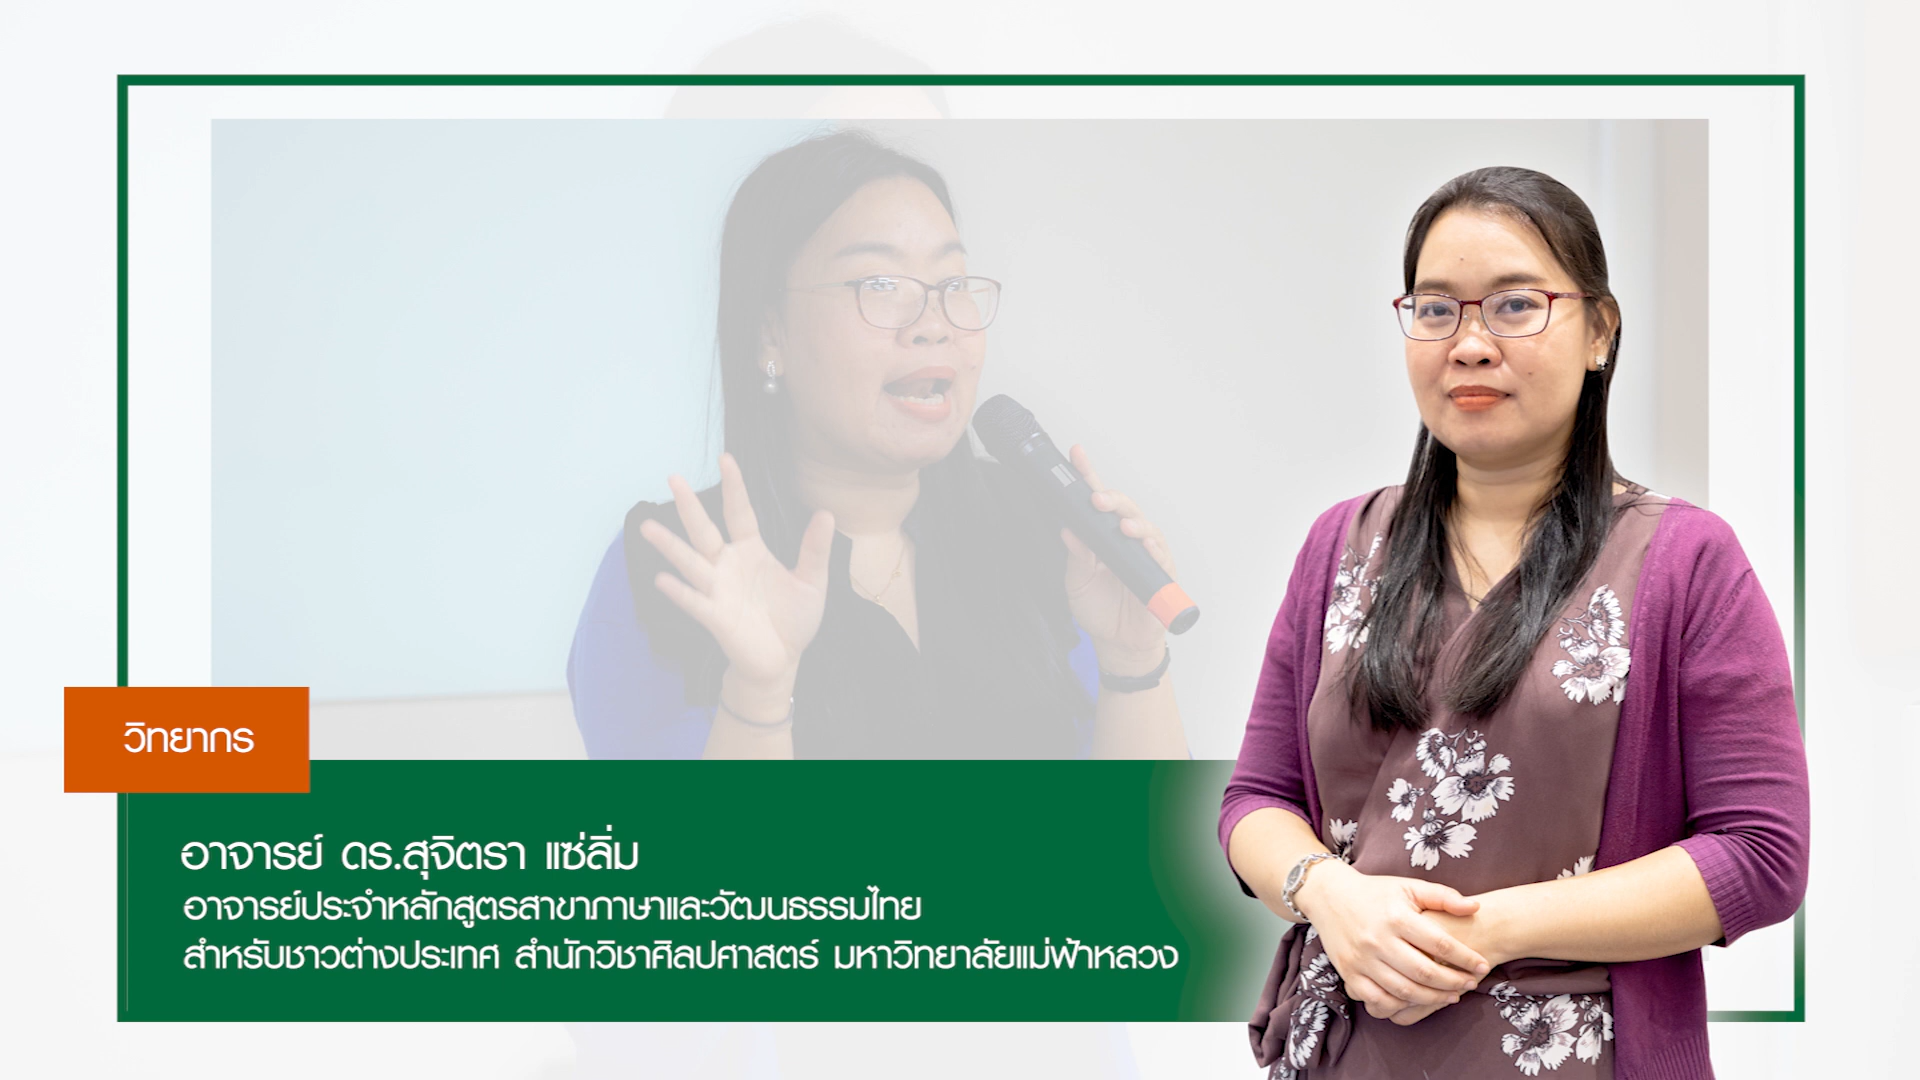 วิทยากร
อาจารย์ ดร.สุจิตรา แซ่ลิ่ม
อาจารย์ประจำหลักสูตรสาขาภาษาและวัฒนธรรมไทย
สำหรับชาวต่างประเทศ สำนักวิชาศิลปศาสตร์ มหาวิทยาลัยแม่ฟ้าหลวง